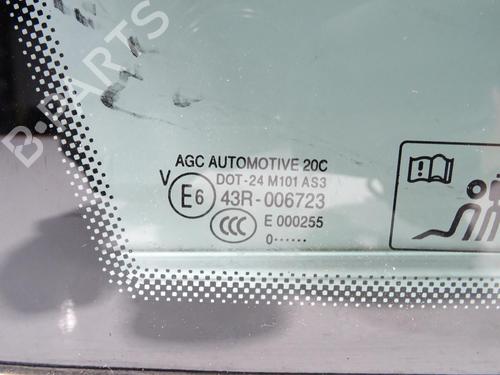 B-PARTS
AGC AUTOMOTIVE 20C
DOT-24 M101 AS3
V E6 43R-006723
CCC E 000255
0······